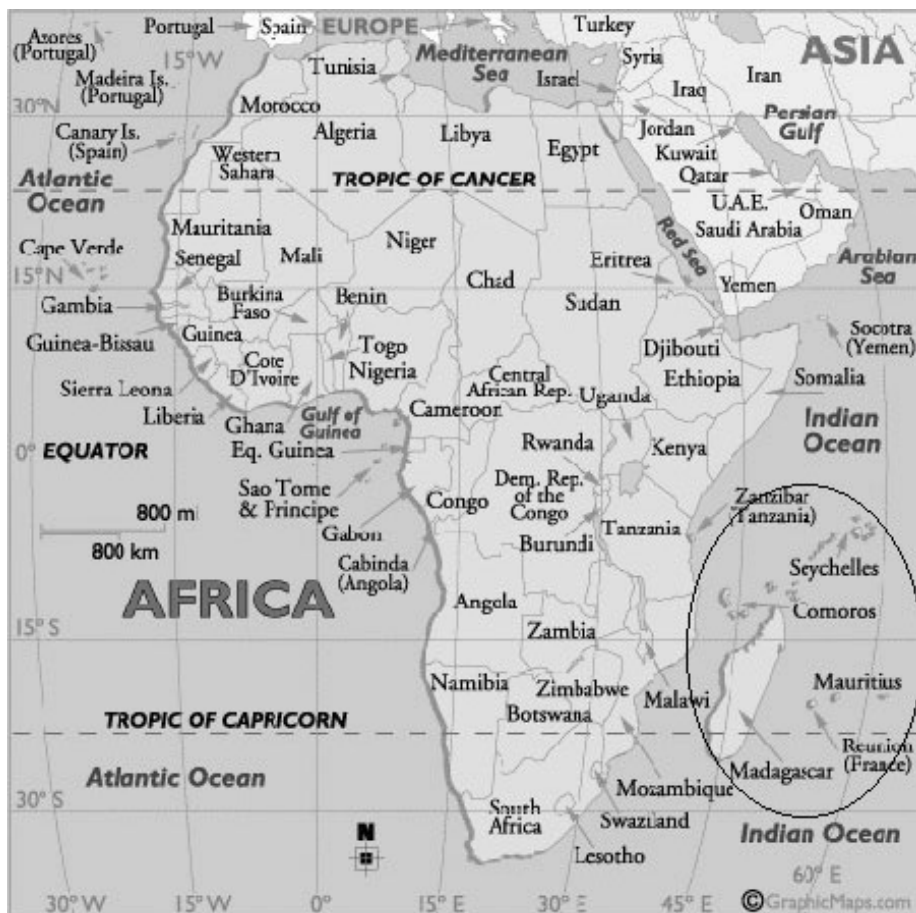 Portugal
Spain
EUROPE
Turkey
ASIA
Azores
(Portugal)
15°W
Mediterranean
Sea
Tunisia
Syria
Israel
Iraq
Iran
Madeira Is.
(Portugal)
30°N
Morocco
Algeria
Libya
Egypt
Jordan
Kuwait
Persian
Gulf
Canary Is.
(Spain)
Western
Sahara
Qatar
Atlantic
Ocean
TROPIC OF CANCER
U.A.E.
Oman
Saudi Arabia
Red Sea
Mauritania
Mali
Niger
Cape Verde
Senegal
Chad
Eritrea
Arabian
Sea
15°N
Gambia
Burkina
Faso
Benin
Sudan
Yemen
Guinea-Bissau
Guinea
Togo
Nigeria
Djibouti
Socotra
(Yemen)
Cote
D'Ivoire
Central
African Rep.
Ethiopia
Somalia
Sierra Leona
Uganda
Liberia
Ghana
Gulf of
Guinea
Cameroon
Indian
Ocean
EQUATOR
0°
Eq. Guinea
Rwanda
Kenya
Sao Tome
& Principe
Congo
Dem. Rep.
of the
Congo
Zanzibar
(Tanzania)
800 mi
800 km
Gabon
Burundi
Tanzania
Cabinda
(Angola)
Seychelles
AFRICA
Angola
Comoros
15°S
Zambia
Namibia
Zimbabwe
Malawi
Mauritius
TROPIC OF CAPRICORN
Botswana
Reunion
(France)
Atlantic Ocean
Mozambique
Madagascar
30°S
South
Africa
Swaziland
Indian Ocean
N
Lesotho
60° E
30°W
15°W
0°
15° E
30° E
45° E
©GraphicMaps.com